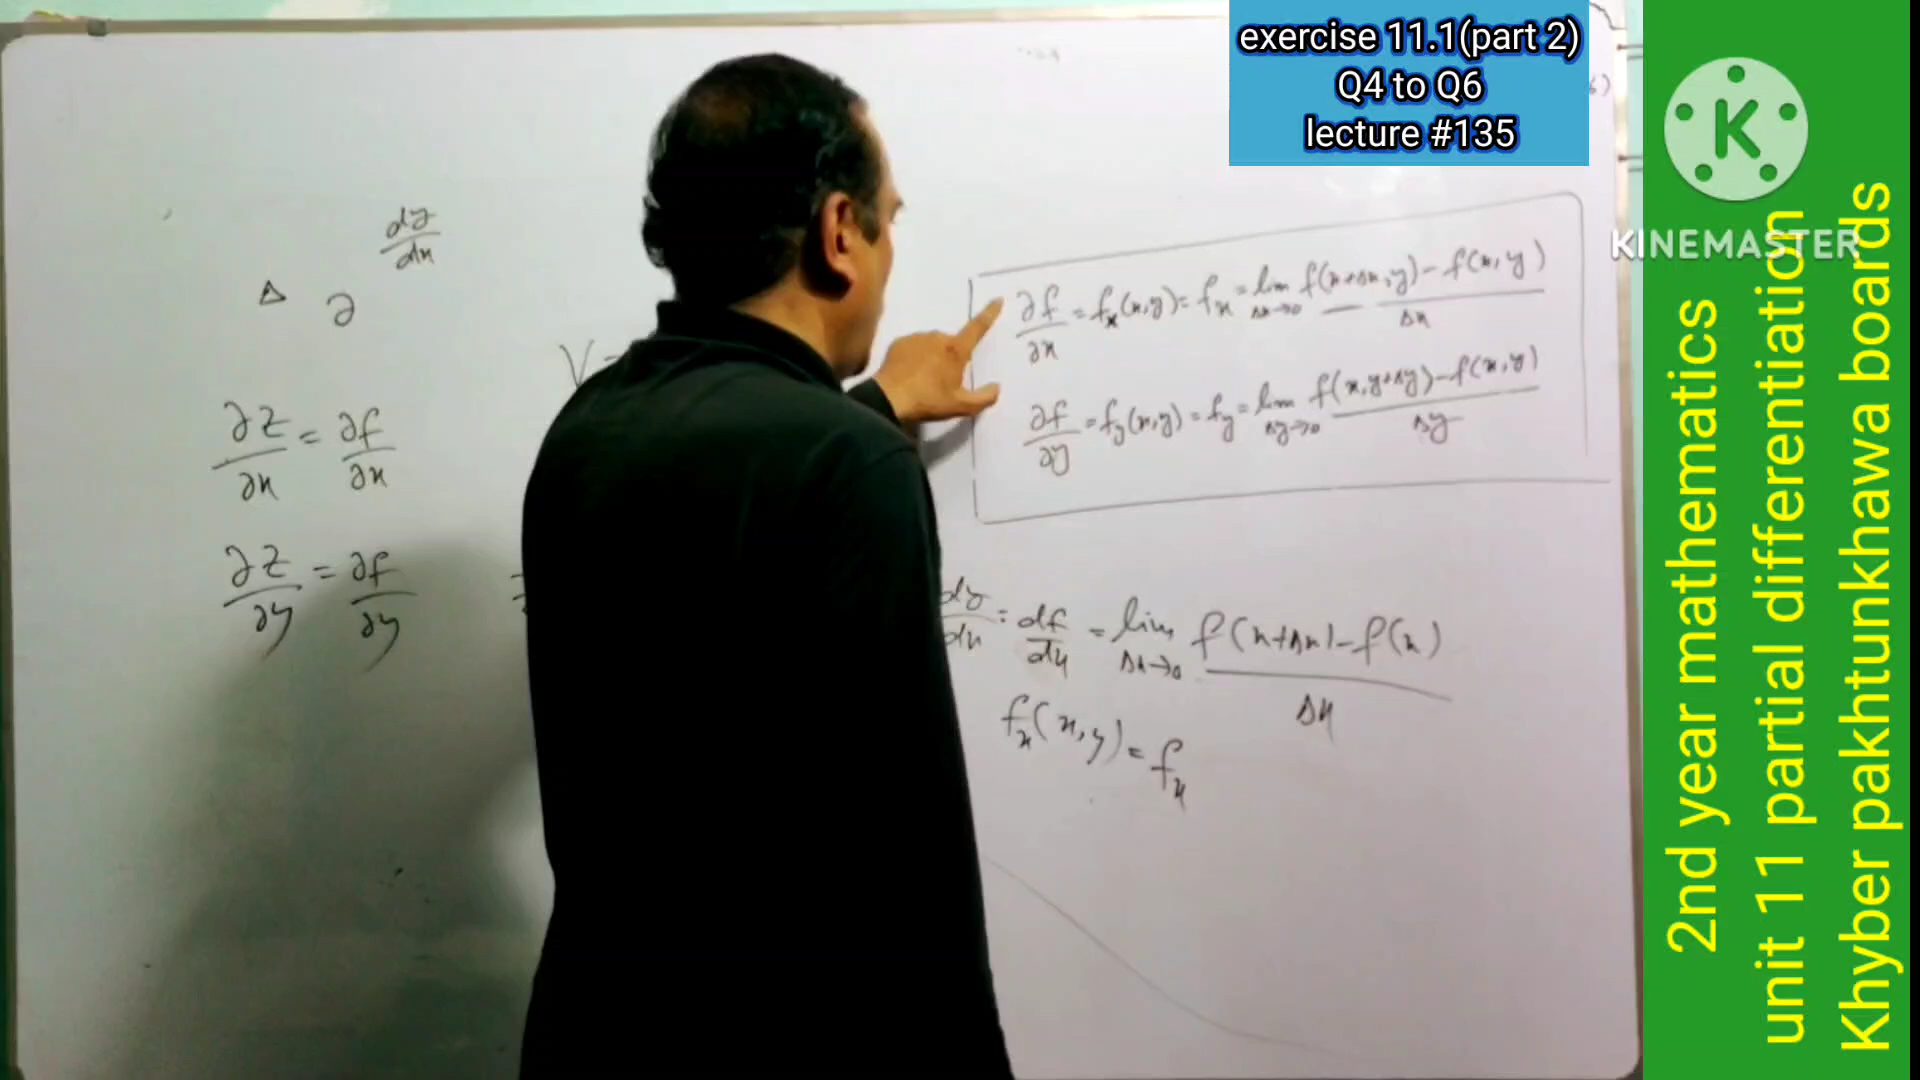 exercise 11.1(part 2)
Q4 to Q6
lecture #135
KINEMASTER
2nd year mathematics
unit 11 partial differentiation
Khyber pakhtunkhawa boards
dy/dx
Δ ∂
V =
∂z/∂x = ∂f/∂x
∂z/∂y = ∂f/∂y
∂f/∂x = fx(x,y) = fx = lim Δx→0 f(x+Δx,y) - f(x,y) / Δx
∂f/∂y = fy(x,y) = fy = lim Δy→0 f(x,y+Δy) - f(x,y) / Δy
dy/dx = df/dx = lim Δx→0 f(x+Δx) - f(x) / Δx
fx(x,y) = fx